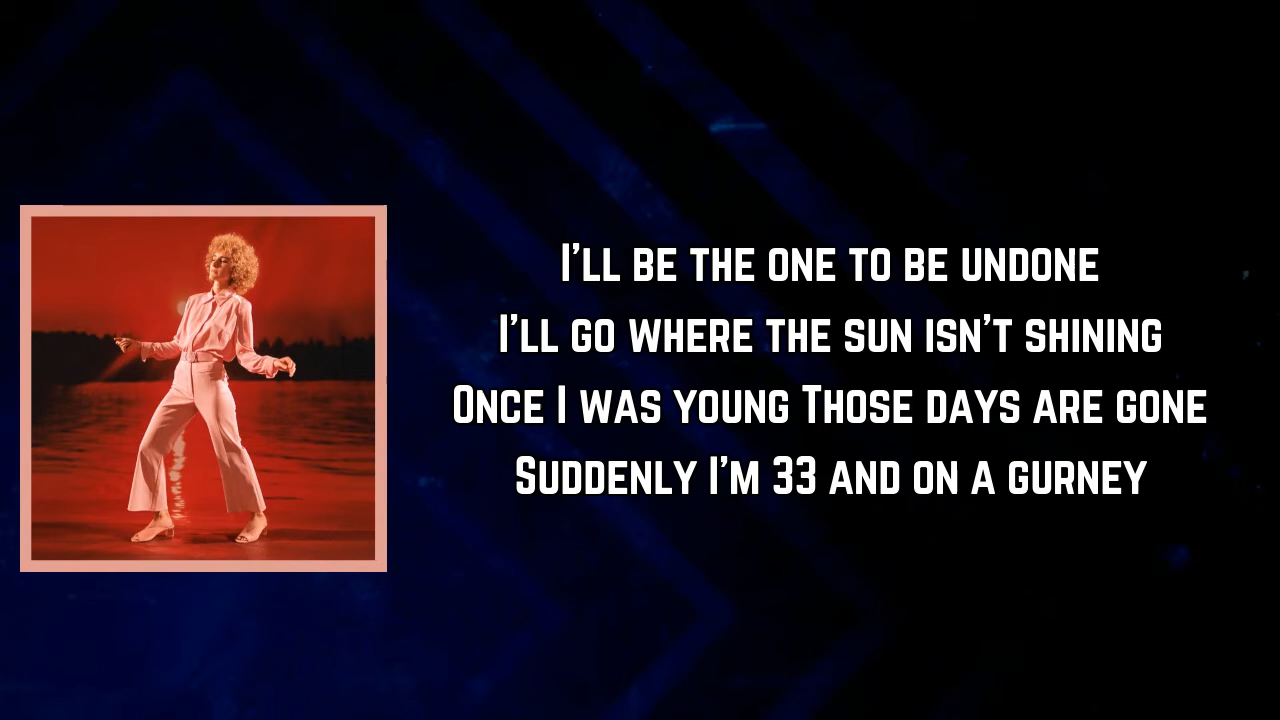 I'll be the one to be undone
I'll go where the sun isn't shining
Once I was young Those days are gone
Suddenly I'm 33 and on a gurney